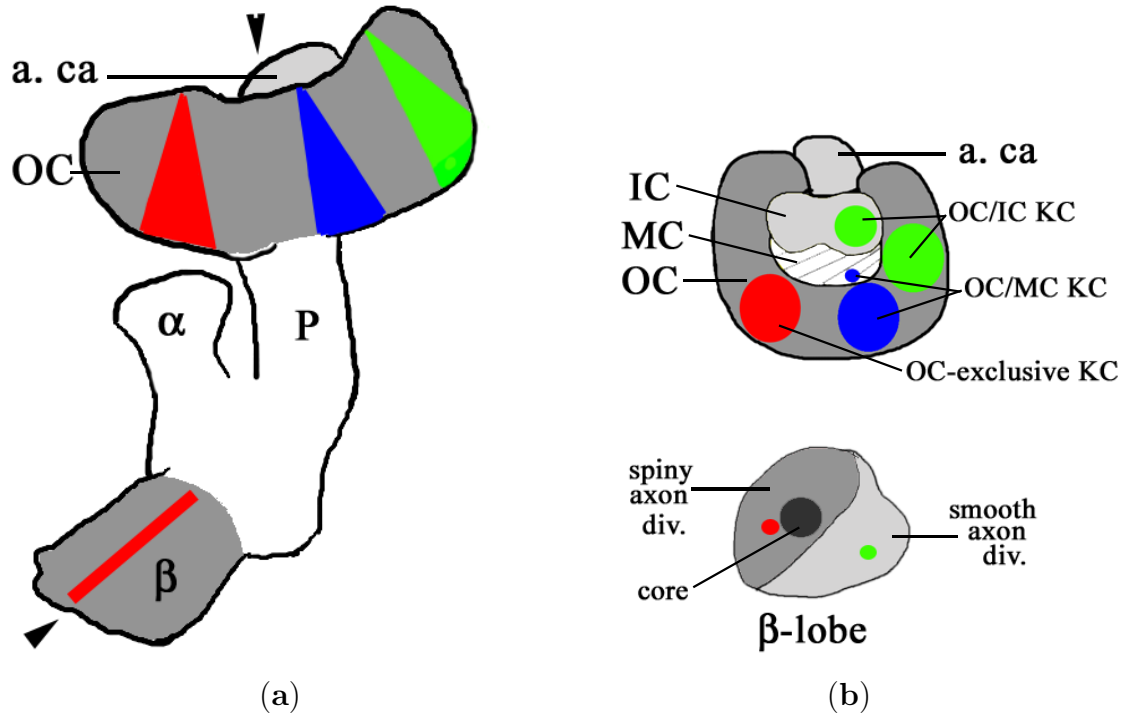 a. ca
OC
α
P
β
(a)
a. ca
IC
MC
OC
OC/IC KC
OC/MC KC
OC-exclusive KC
spiny
axon
div.
core
smooth
axon
div.
β-lobe
(b)